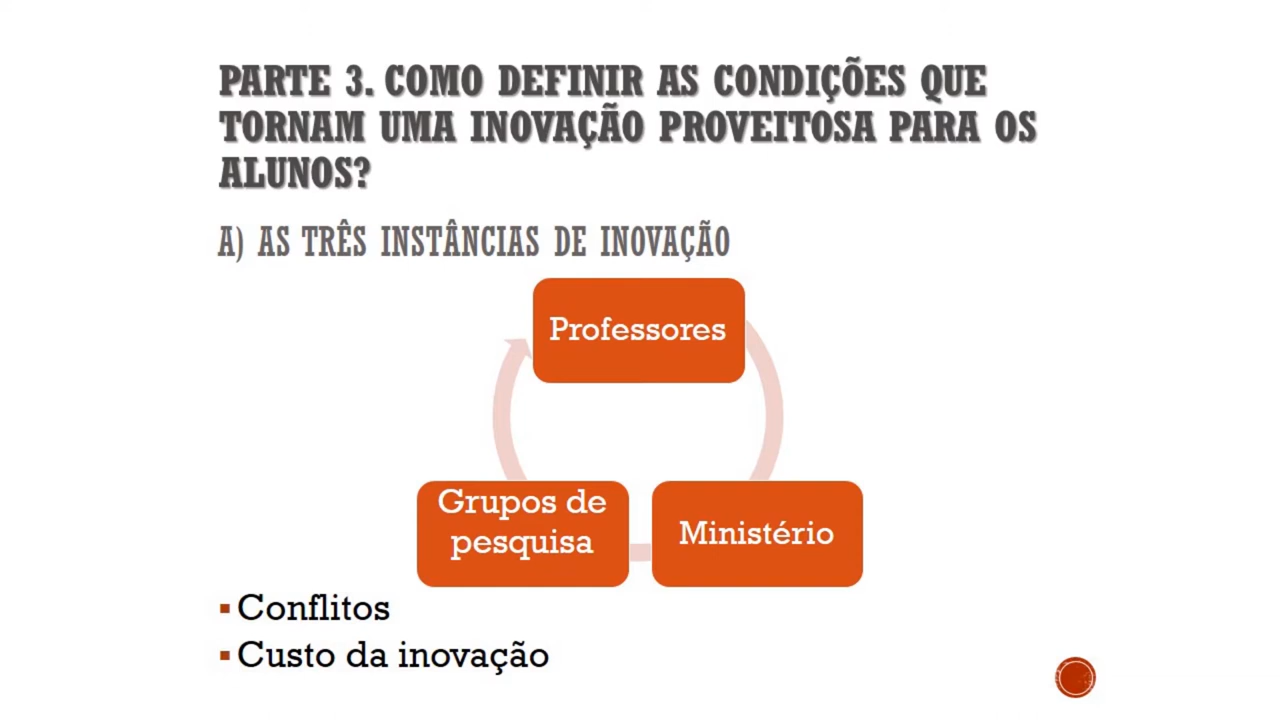 PARTE 3. COMO DEFINIR AS CONDIÇÕES QUE
TORNAM UMA INOVAÇÃO PROVEITOSA PARA OS
ALUNOS?
A) AS TRÊS INSTÂNCIAS DE INOVAÇÃO
Professores
Grupos de
pesquisa
Ministério
▪ Conflitos
▪ Custo da inovação